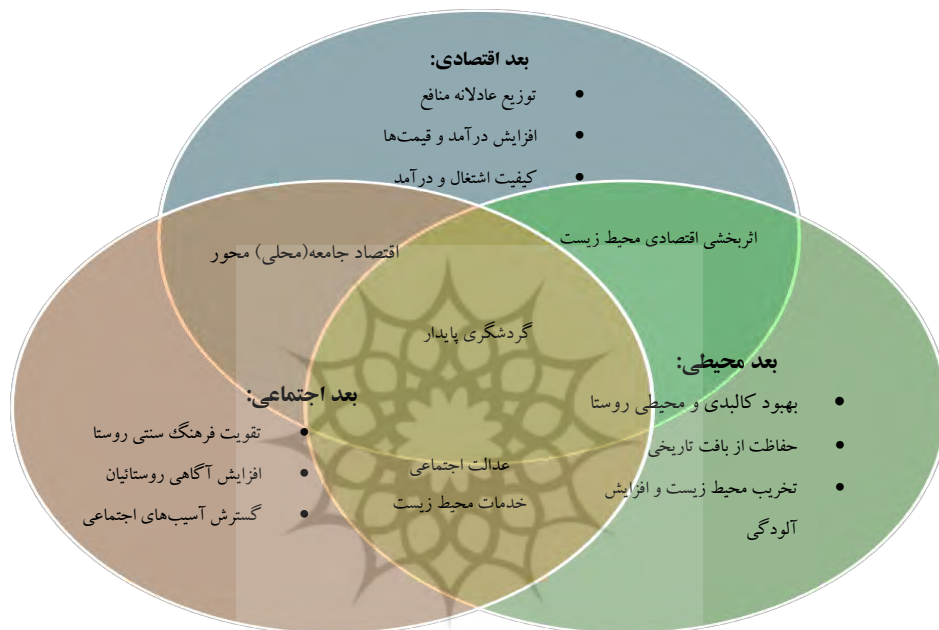 بعد اقتصادی:
• توزیع عادلانه منافع
• افزایش درآمد و قیمت‌ها
• کیفیت اشتغال و درآمد
اثربخشی اقتصادی محیط زیست
اقتصاد جامعه(محلی) محور
گردشگری پایدار
بعد محیطی:
• بهبود کالبدی و محیطی روستا
• حفاظت از بافت تاریخی
• تخریب محیط زیست و افزایش
آلودگی
بعد اجتماعی:
• تقویت فرهنگ سنتی روستا
• افزایش آگاهی روستائیان
• گسترش آسیب‌های اجتماعی
عدالت اجتماعی
خدمات محیط زیست